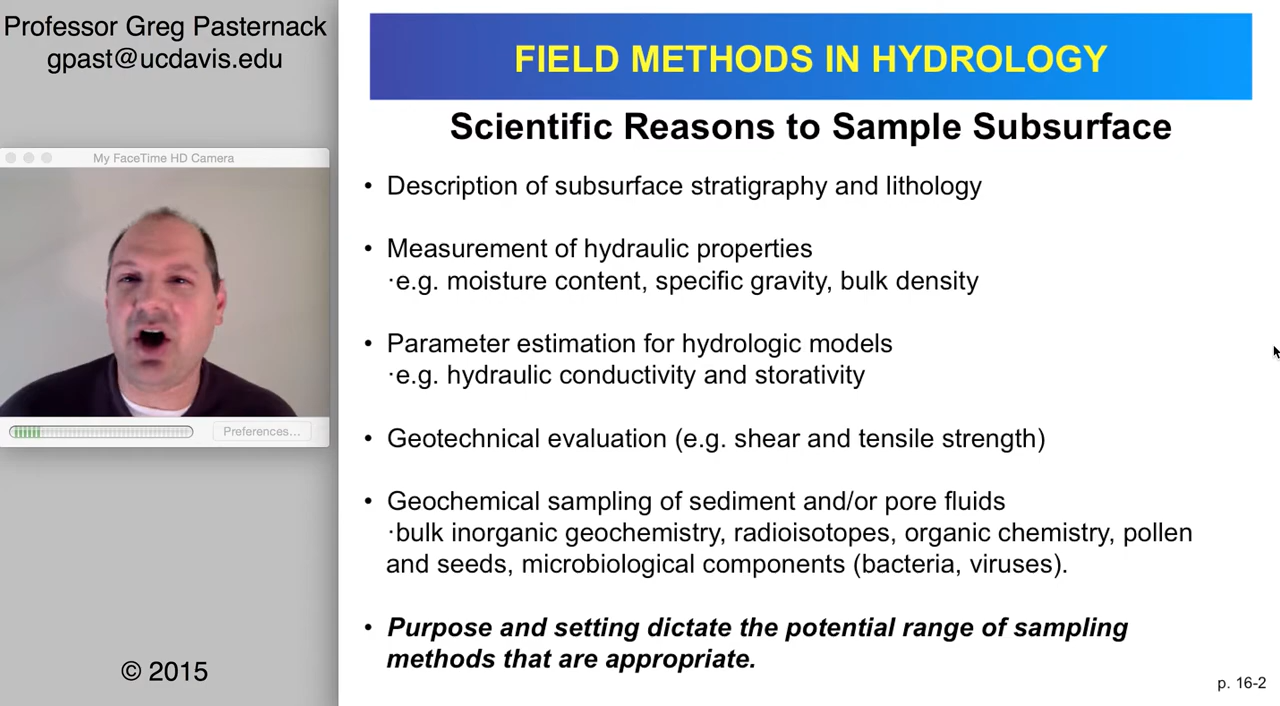 Professor Greg Pasternack
gpast@ucdavis.edu
My FaceTime HD Camera
Preferences...
© 2015
FIELD METHODS IN HYDROLOGY
Scientific Reasons to Sample Subsurface
• Description of subsurface stratigraphy and lithology
• Measurement of hydraulic properties
·e.g. moisture content, specific gravity, bulk density
• Parameter estimation for hydrologic models
·e.g. hydraulic conductivity and storativity
• Geotechnical evaluation (e.g. shear and tensile strength)
• Geochemical sampling of sediment and/or pore fluids
·bulk inorganic geochemistry, radioisotopes, organic chemistry, pollen
and seeds, microbiological components (bacteria, viruses).
• Purpose and setting dictate the potential range of sampling
methods that are appropriate.
p. 16-2